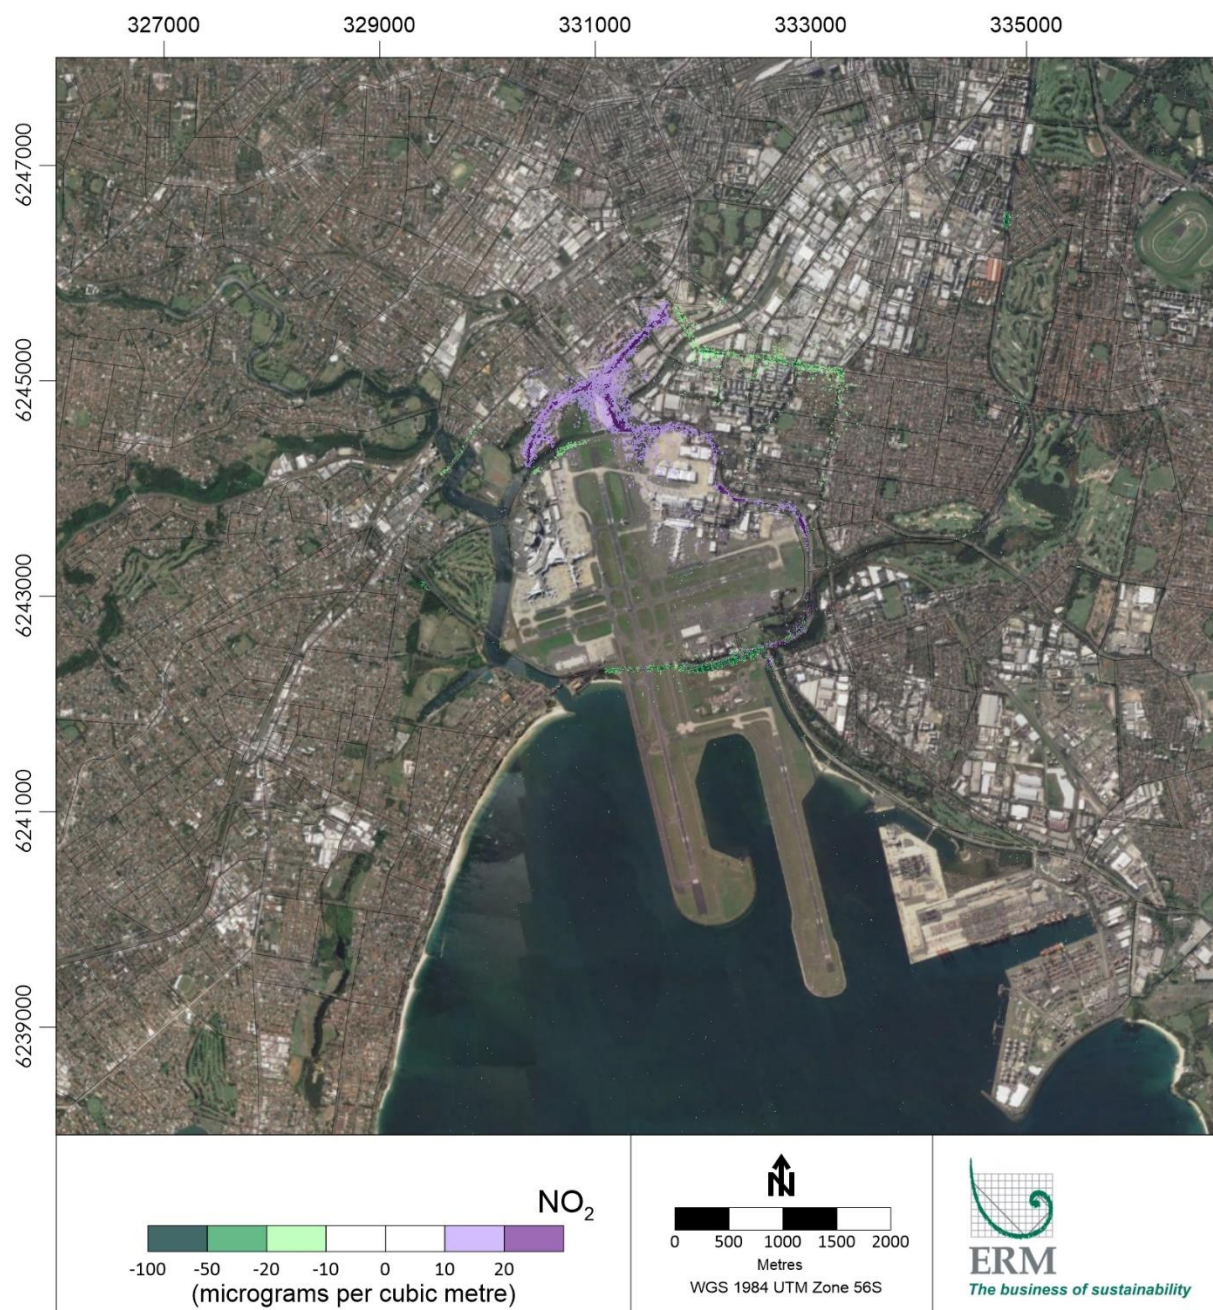 327000 329000 331000 333000 335000
6247000
6245000
6243000
6241000
6239000
NO₂
-100 -50 -20 -10 0 10 20
(micrograms per cubic metre)
N
0 500 1000 1500 2000
Metres
WGS 1984 UTM Zone 56S
ERM
The business of sustainability